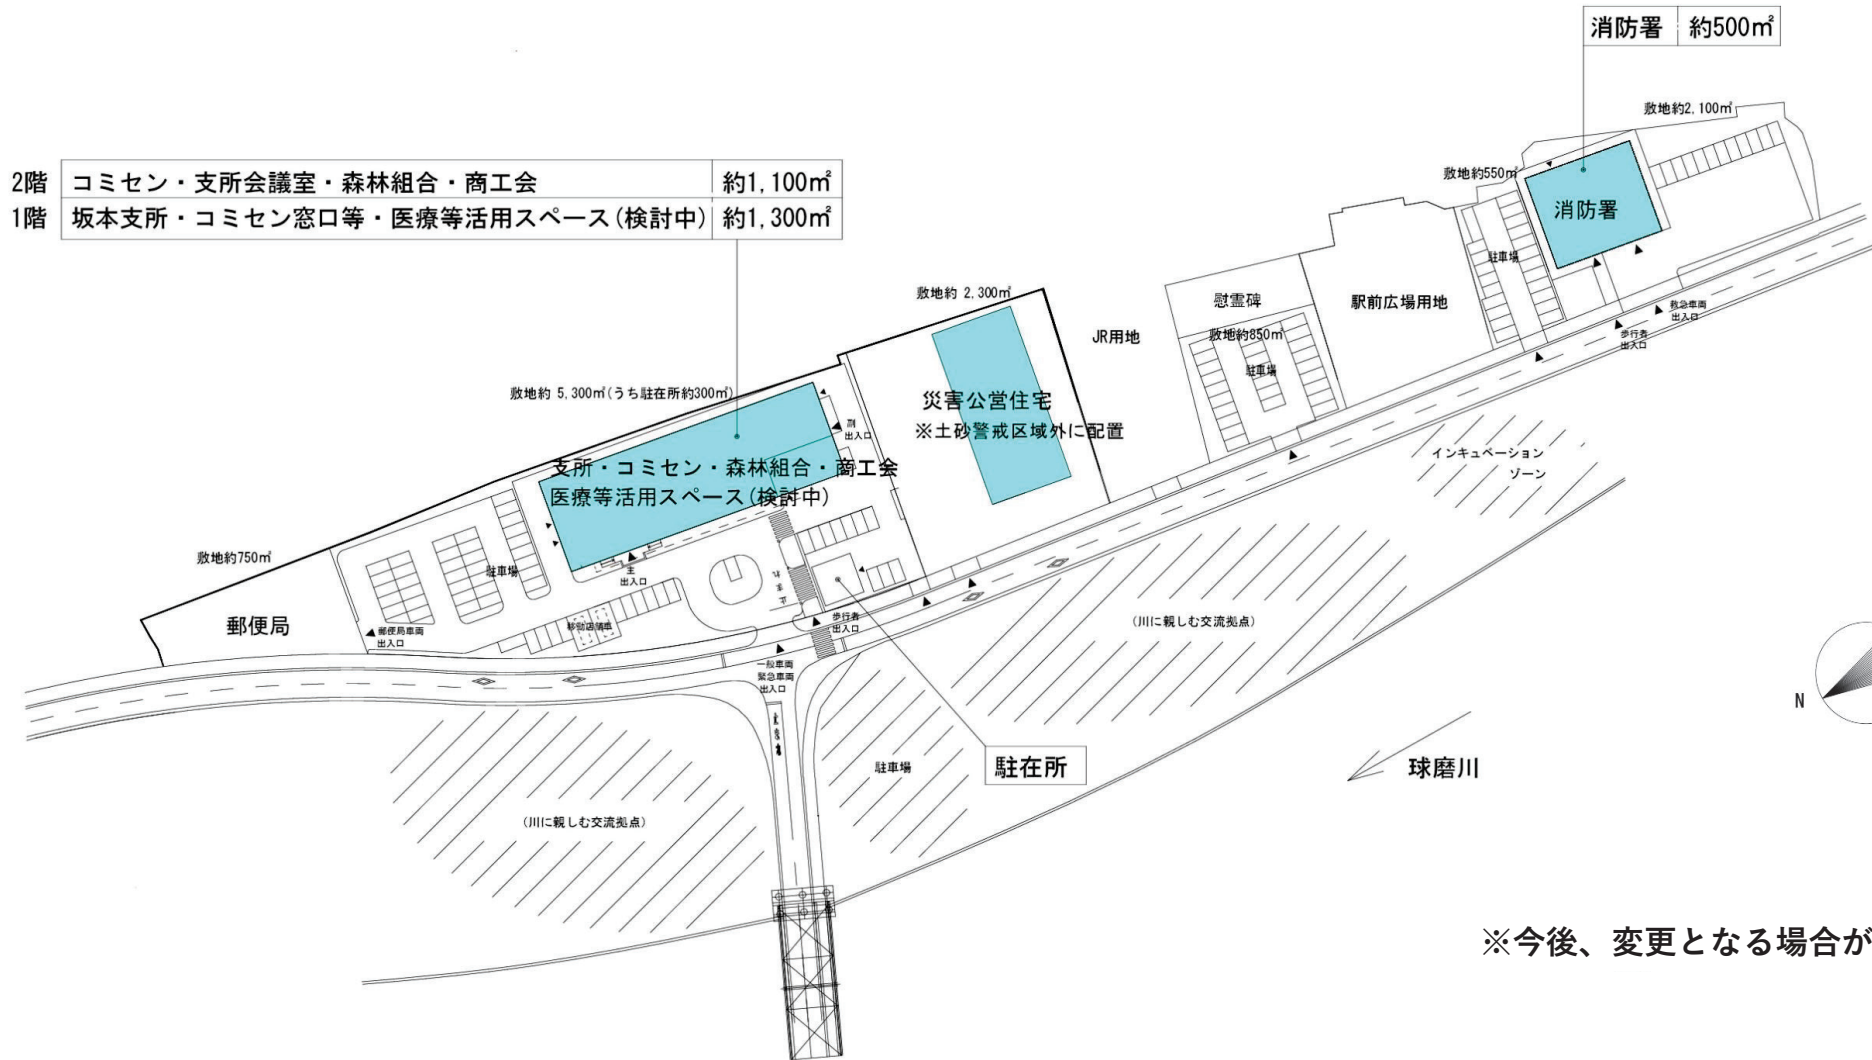 消防署 約500㎡
敷地約2,100㎡
2階 コミセン・支所会議室・森林組合・商工会 約1,100㎡
1階 坂本支所・コミセン窓口等・医療等活用スペース(検討中) 約1,300㎡
敷地約550㎡
消防署
駐車場
敷地約 2,300㎡
慰霊碑
駅前広場用地
救急車両
出入口
歩行者
出入口
JR用地
敷地約850㎡
駐車場
敷地約 5,300㎡(うち駐在所約300㎡)
災害公営住宅
※土砂警戒区域外に配置
副
出入口
インキュベーション
ゾーン
支所・コミセン・森林組合・商工会
医療等活用スペース(検討中)
敷地約750㎡
駐車場
主
出入口
止まれ
郵便局
郵便局車両
出入口
移動店舗車
歩行者
出入口
(川に親しむ交流拠点)
一般車両
緊急車両
出入口
N
駐車場
駐在所
球磨川
(川に親しむ交流拠点)
※今後、変更となる場合が